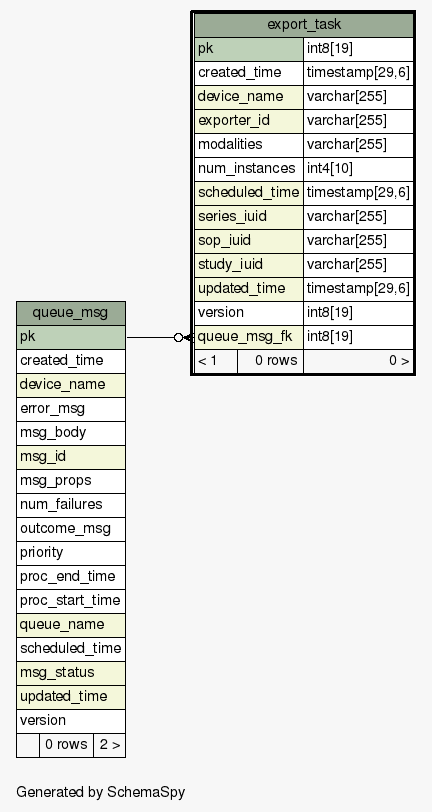 export_task
pk int8[19]
created_time timestamp[29,6]
device_name varchar[255]
exporter_id varchar[255]
modalities varchar[255]
num_instances int4[10]
scheduled_time timestamp[29,6]
series_iuid varchar[255]
sop_iuid varchar[255]
study_iuid varchar[255]
updated_time timestamp[29,6]
version int8[19]
queue_msg_fk int8[19]
< 1 0 rows 0 >
queue_msg
pk
created_time
device_name
error_msg
msg_body
msg_id
msg_props
num_failures
outcome_msg
priority
proc_end_time
proc_start_time
queue_name
scheduled_time
msg_status
updated_time
version
0 rows 2 >
Generated by SchemaSpy